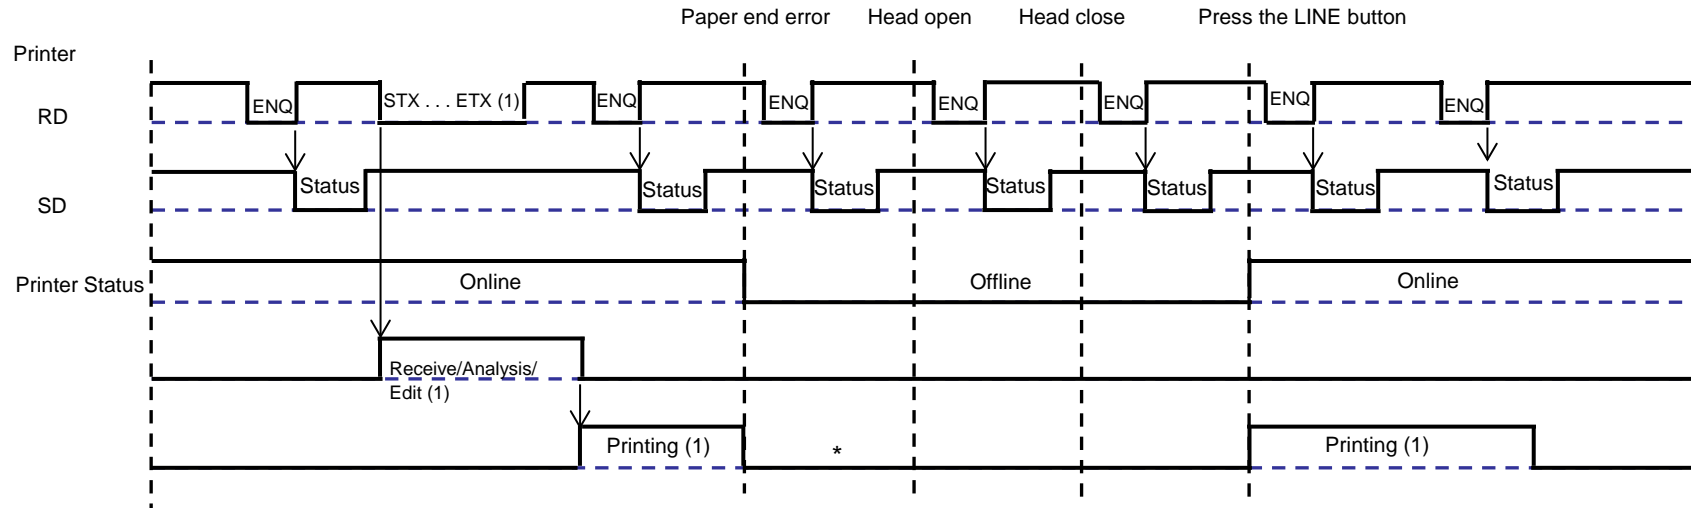 Paper end error Head open Head close Press the LINE button
Printer
RD
ENQ STX . . . ETX (1) ENQ ENQ ENQ ENQ ENQ ENQ
SD
Status Status Status Status Status Status Status
Printer Status
Online Offline Online
Receive/Analysis/
Edit (1)
Printing (1) * Printing (1)